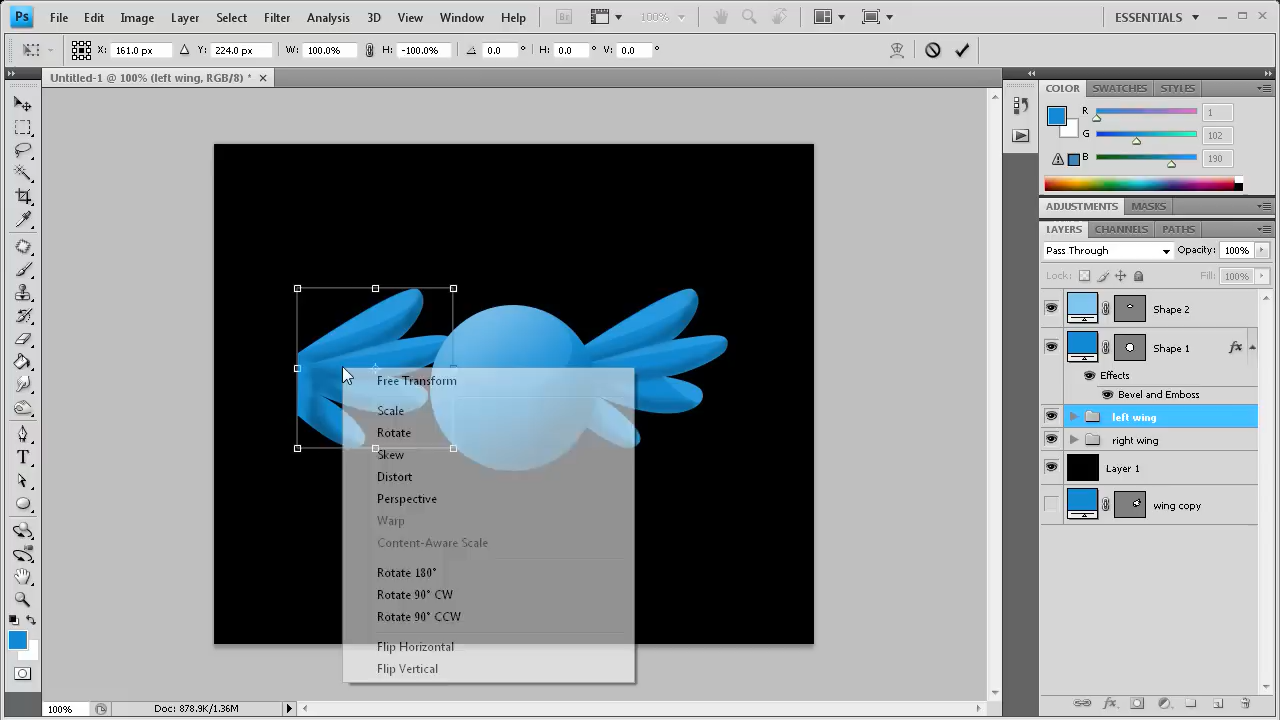 Ps File Edit Image Layer Select Filter Analysis 3D View Window Help Br 100% ESSENTIALS
X: 161.0 px Y: 224.0 px W: 100.0% H: -100.0% 0.0 ° H: 0.0 ° V: 0.0 °
Untitled-1 @ 100% (left wing, RGB/8) *
COLOR SWATCHES STYLES
R 1
G 102
B 190
ADJUSTMENTS MASKS
LAYERS CHANNELS PATHS
Pass Through Opacity: 100%
Lock: Fill: 100%
Shape 2
Shape 1 fx
Effects
Bevel and Emboss
left wing
right wing
Layer 1
wing copy
Free Transform
Scale
Rotate
Skew
Distort
Perspective
Warp
Content-Aware Scale
Rotate 180°
Rotate 90° CW
Rotate 90° CCW
Flip Horizontal
Flip Vertical
T
100% Doc: 878.9K/1.36M
fx